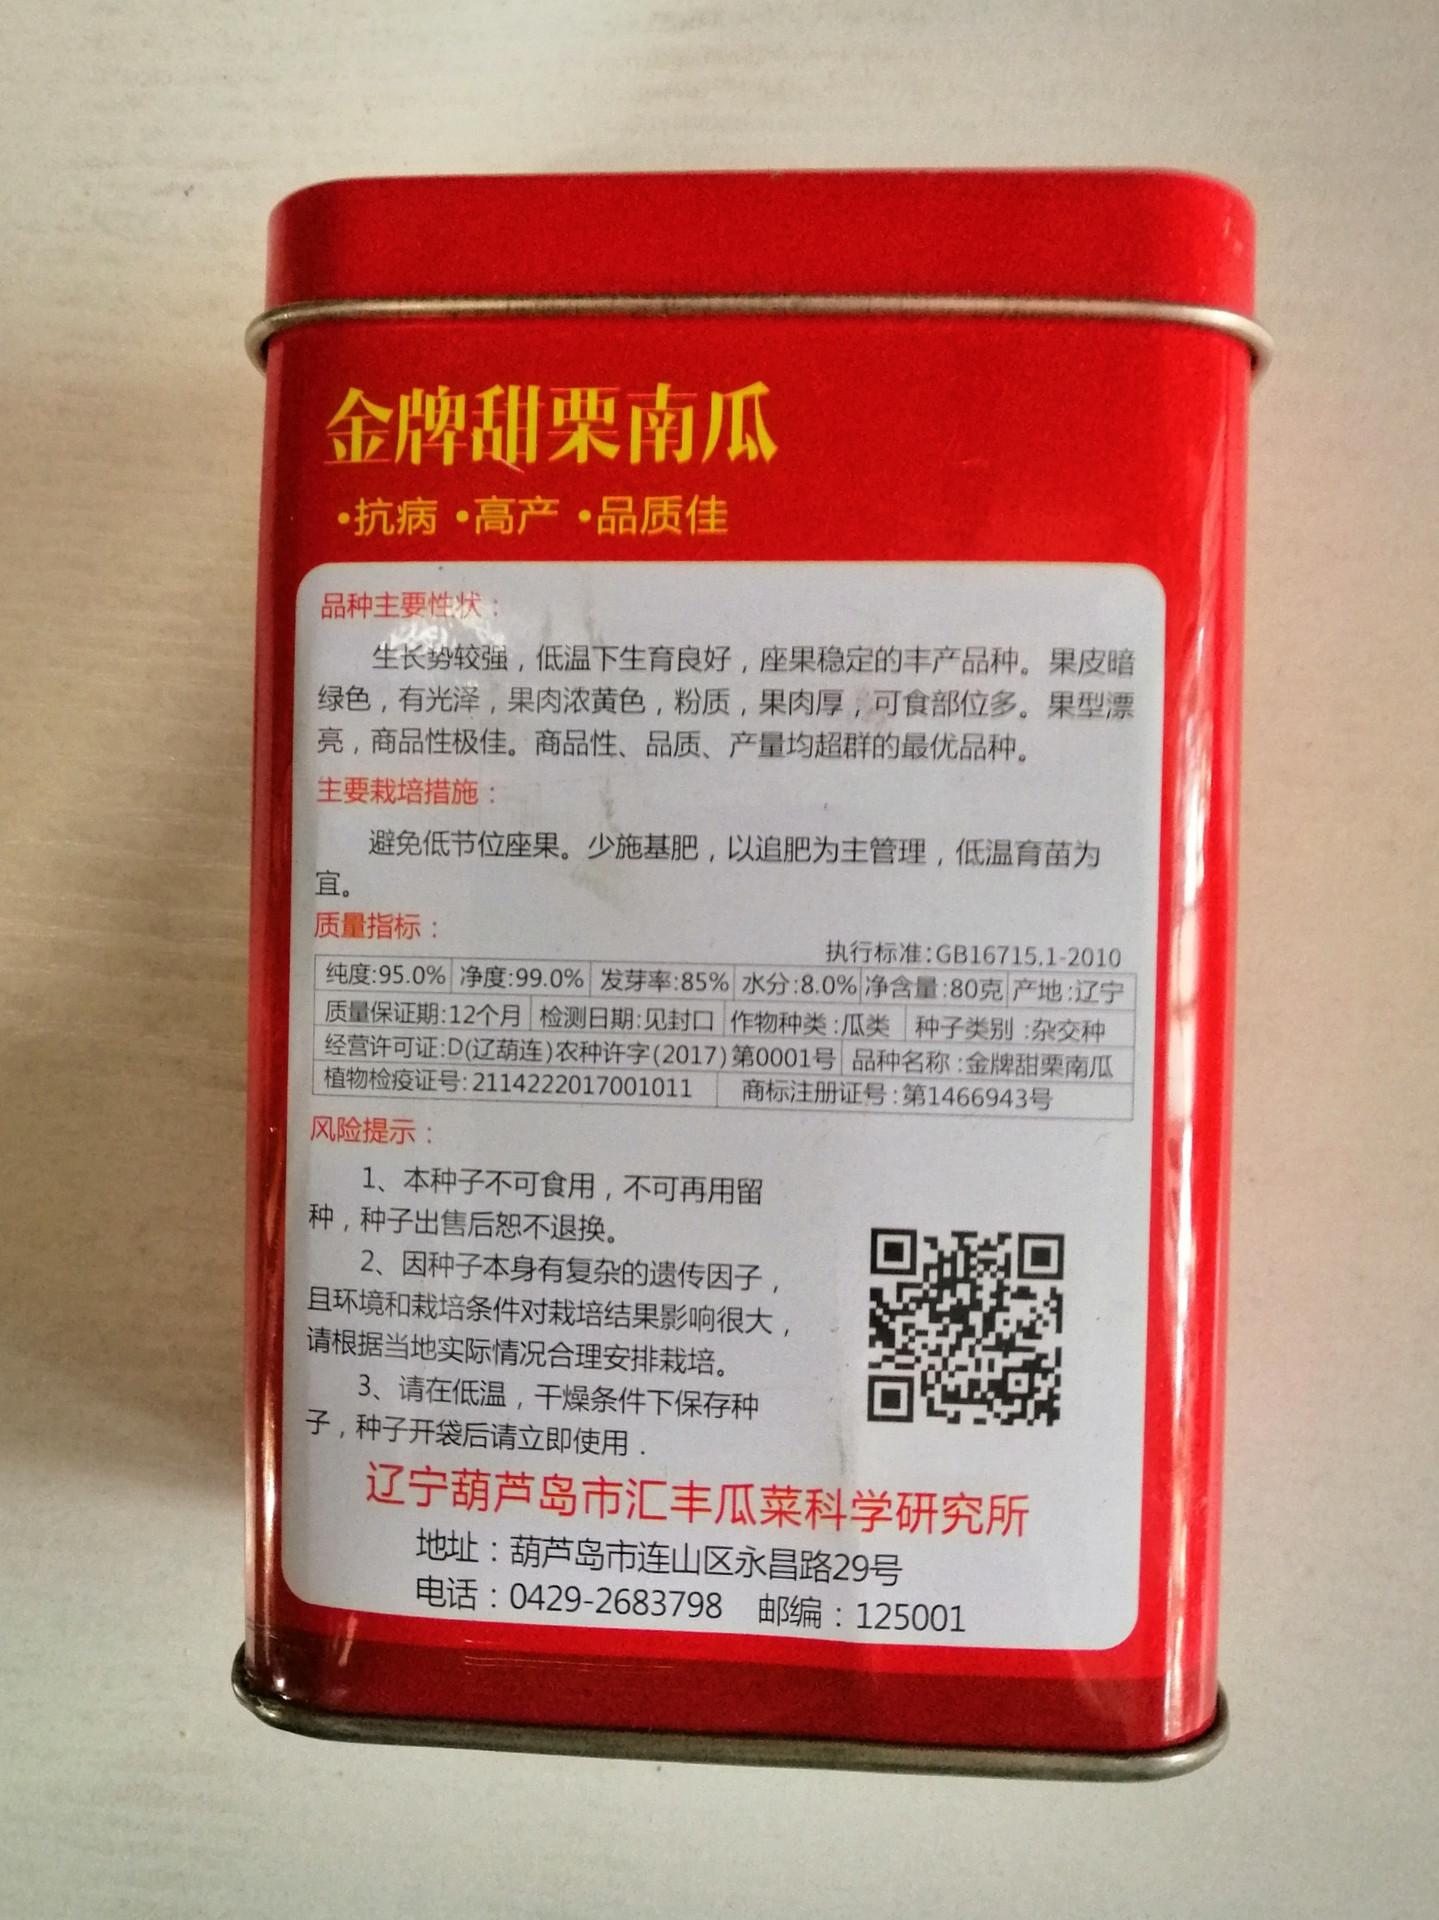 金牌甜栗南瓜
•抗病 •高产 •品质佳
品种主要性状：
生长势较强，低温下生育良好，座果稳定的丰产品种。果皮暗
绿色，有光泽，果肉浓黄色，粉质，果肉厚，可食部位多。果型漂
亮，商品性极佳。商品性、品质、产量均超群的最优品种。
主要栽培措施：
避免低节位座果。少施基肥，以追肥为主管理，低温育苗为
宜。
质量指标：
执行标准：GB16715.1-2010
纯度:95.0% 净度:99.0% 发芽率:85% 水分:8.0% 净含量:80克 产地:辽宁
质量保证期:12个月 检测日期:见封口 作物种类:瓜类 种子类别:杂交种
经营许可证:D(辽葫连)农种许字(2017)第0001号 品种名称:金牌甜栗南瓜
植物检疫证号:2114222017001011 商标注册证号:第1466943号
风险提示：
1、本种子不可食用，不可再用留
种，种子出售后恕不退换。
2、因种子本身有复杂的遗传因子，
且环境和栽培条件对栽培结果影响很大，
请根据当地实际情况合理安排栽培。
3、请在低温，干燥条件下保存种
子，种子开袋后请立即使用.
辽宁葫芦岛市汇丰瓜菜科学研究所
地址：葫芦岛市连山区永昌路29号
电话：0429-2683798 邮编：125001